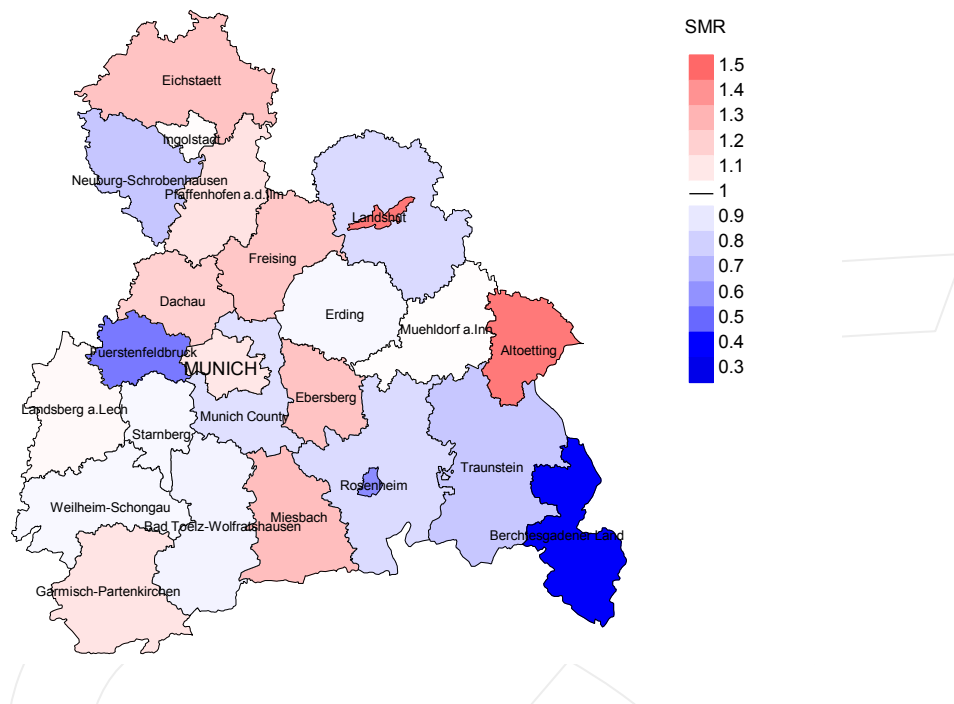 SMR
1.5
1.4
1.3
1.2
1.1
1
0.9
0.8
0.7
0.6
0.5
0.4
0.3
Eichstaett
Ingolstadt
Neuburg-Schrobenhausen
Pfaffenhofen a.d.Ilm
Landshut
Freising
Dachau
Erding
Muehldorf a.Inn
Altoetting
Fuerstenfeldbruck
MUNICH
Ebersberg
Landsberg a.Lech
Munich County
Starnberg
Traunstein
Rosenheim
Weilheim-Schongau
Miesbach
Bad Toelz-Wolfratshausen
Berchtesgadener Land
Garmisch-Partenkirchen